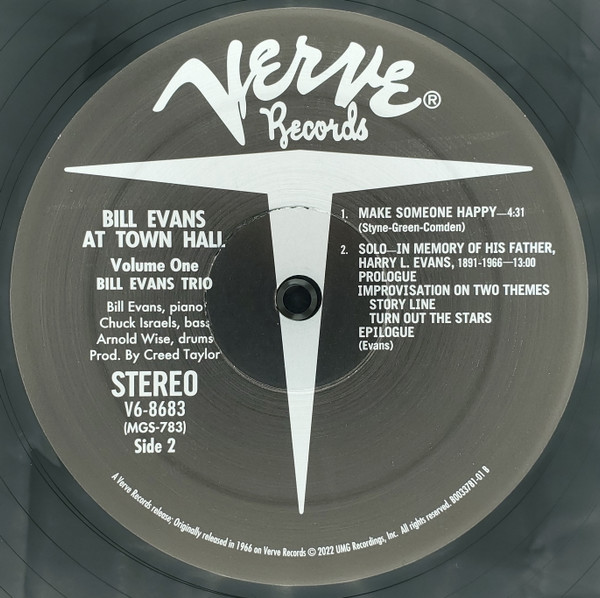 Verve®
Records
BILL EVANS
AT TOWN HALL
Volume One
BILL EVANS TRIO
Bill Evans, piano
Chuck Israels, bass
Arnold Wise, drums
Prod. By Creed Taylor
STEREO
V6-8683
(MGS-783)
Side 2
1. MAKE SOMEONE HAPPY—4:31
(Styne-Green-Comden)
2. SOLO—IN MEMORY OF HIS FATHER,
HARRY L. EVANS, 1891-1966—13:00
PROLOGUE
IMPROVISATION ON TWO THEMES
STORY LINE
TURN OUT THE STARS
EPILOGUE
(Evans)
A Verve Records release; Originally released in 1966 on Verve Records © 2022 UMG Recordings, Inc. All rights reserved. B0033781-01 B